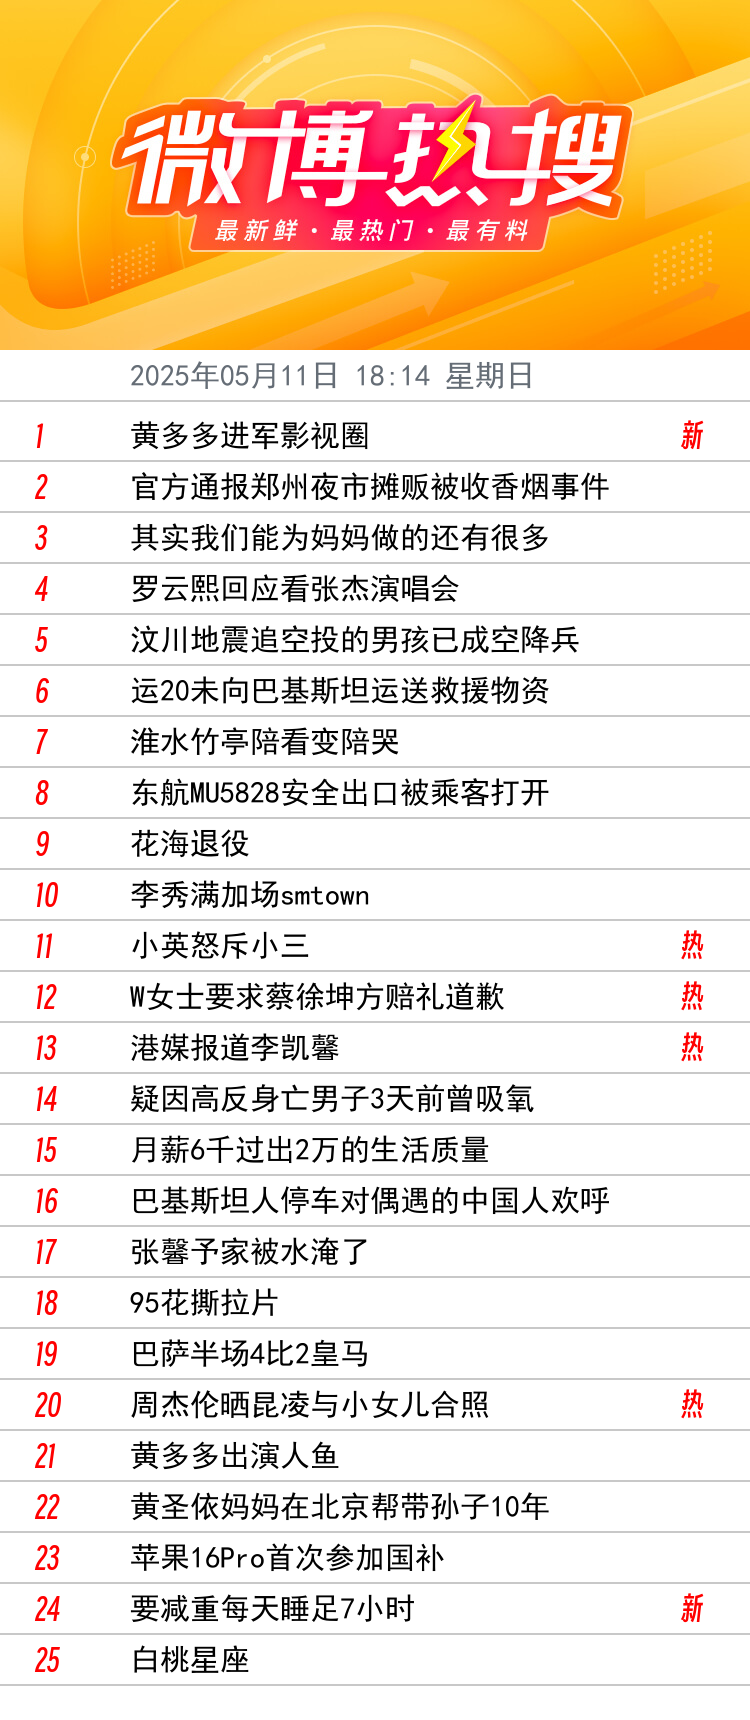 微博热搜
最新鲜·最热门·最有料
2025年05月11日 18:14 星期日
1 黄多多进军影视圈 新
2 官方通报郑州夜市摊贩被收香烟事件
3 其实我们能为妈妈做的还有很多
4 罗云熙回应看张杰演唱会
5 汶川地震追空投的男孩已成空降兵
6 运20未向巴基斯坦运送救援物资
7 淮水竹亭陪看变陪哭
8 东航MU5828安全出口被乘客打开
9 花海退役
10 李秀满加场smtown
11 小英怒斥小三 热
12 W女士要求蔡徐坤方赔礼道歉 热
13 港媒报道李凯馨 热
14 疑因高反身亡男子3天前曾吸氧
15 月薪6千过出2万的生活质量
16 巴基斯坦人停车对偶遇的中国人欢呼
17 张馨予家被水淹了
18 95花撕拉片
19 巴萨半场4比2皇马
20 周杰伦晒昆凌与小女儿合照 热
21 黄多多出演人鱼
22 黄圣依妈妈在北京帮带孙子10年
23 苹果16Pro首次参加国补
24 要减重每天睡足7小时 新
25 白桃星座